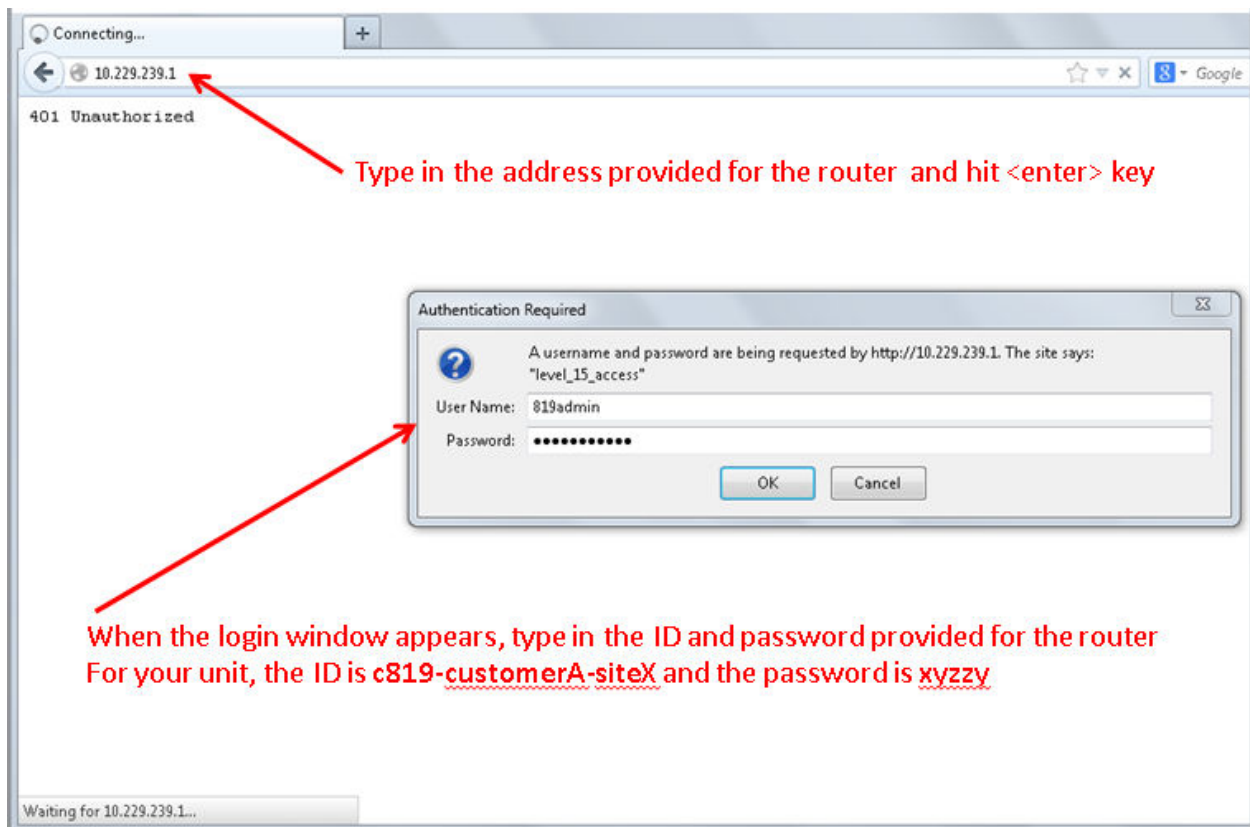 Connecting...
+
10.229.239.1
8 Google
401 Unauthorized
Type in the address provided for the router and hit <enter> key
Authentication Required
A username and password are being requested by http://10.229.239.1. The site says:
"level_15_access"
User Name: 819admin
Password: •••••••••••
OK Cancel
When the login window appears, type in the ID and password provided for the router
For your unit, the ID is c819-customerA-siteX and the password is xyzzy
Waiting for 10.229.239.1...